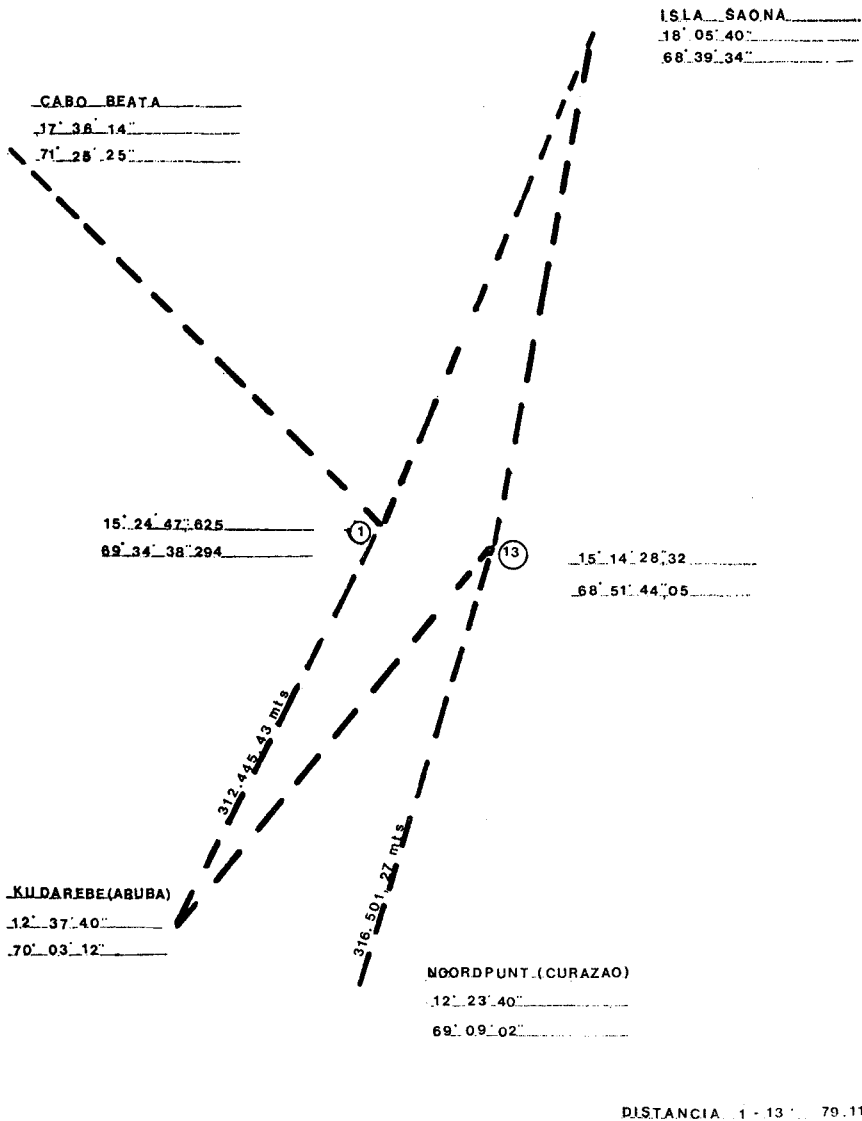 ISLA SAONA
18° 05' 40"
68° 39' 34"
CABO BEATA
17° 36' 14"
71° 25' 25"
15° 24' 47",625
69° 34' 38",294
1
13
15° 14' 28",32
68° 51' 44",05
312.445,43 mts
316.501,27 mts
KUDAREBE (ARUBA)
12° 37' 40"
70° 03' 12"
NOORDPUNT (CURAZAO)
12° 23' 40"
69° 09' 02"
DISTANCIA 1 - 13 : 79.11